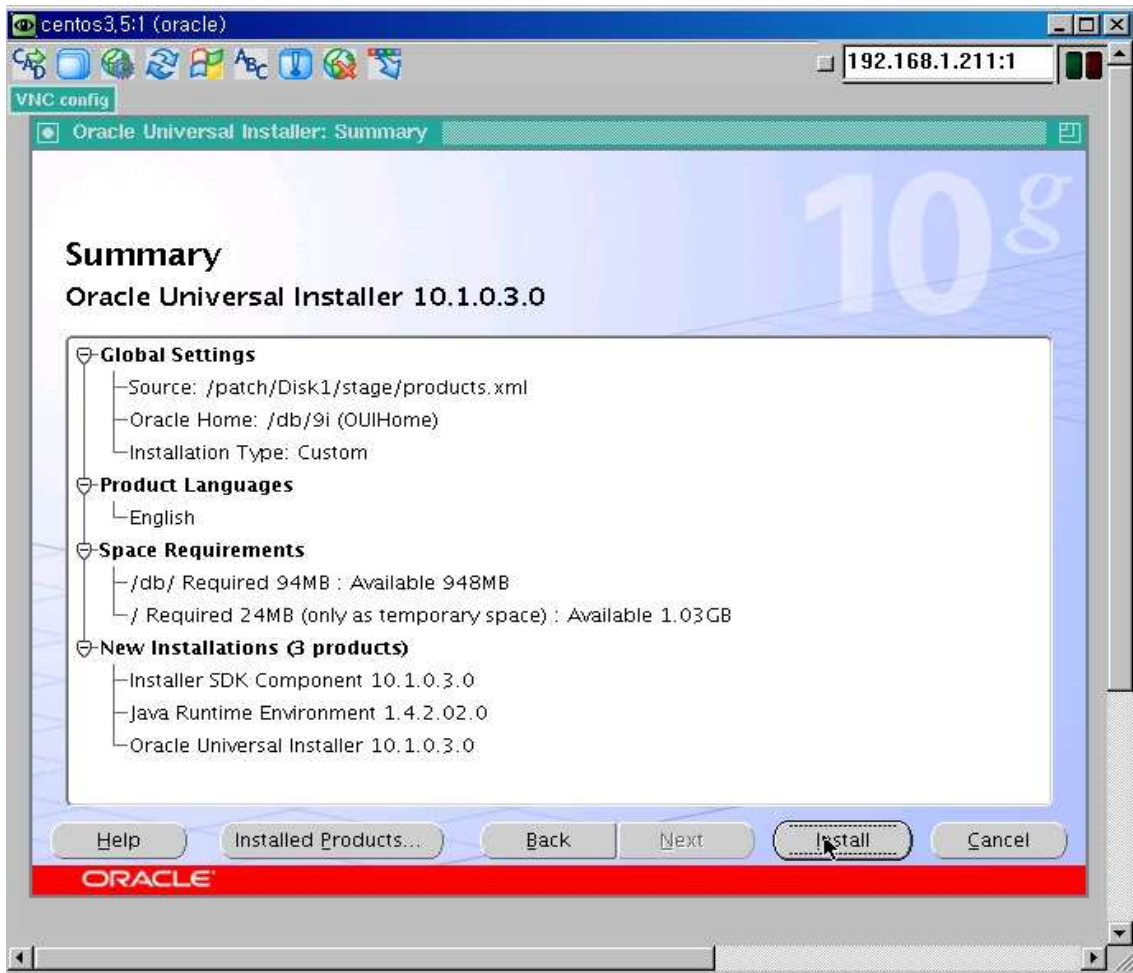 centos3,5:1 (oracle)
CAD
ABC
192.168.1.211:1
VNC config
Oracle Universal Installer: Summary
10g
Summary
Oracle Universal Installer 10.1.0.3.0
Global Settings
Source: /patch/Disk1/stage/products.xml
Oracle Home: /db/9i (OUIHome)
Installation Type: Custom
Product Languages
English
Space Requirements
/db/ Required 94MB : Available 948MB
/ Required 24MB (only as temporary space) : Available 1.03GB
New Installations (3 products)
Installer SDK Component 10.1.0.3.0
Java Runtime Environment 1.4.2.02.0
Oracle Universal Installer 10.1.0.3.0
Help Installed Products... Back Next Install Cancel
ORACLE